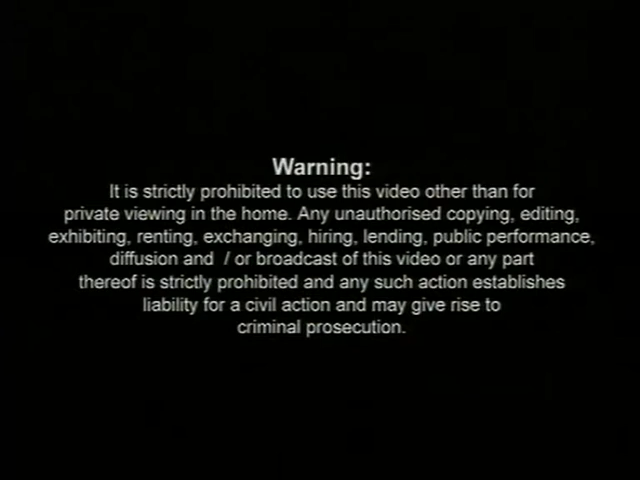 Warning:
It is strictly prohibited to use this video other than for
private viewing in the home. Any unauthorised copying, editing,
exhibiting, renting, exchanging, hiring, lending, public performance,
diffusion and / or broadcast of this video or any part
thereof is strictly prohibited and any such action establishes
liability for a civil action and may give rise to
criminal prosecution.